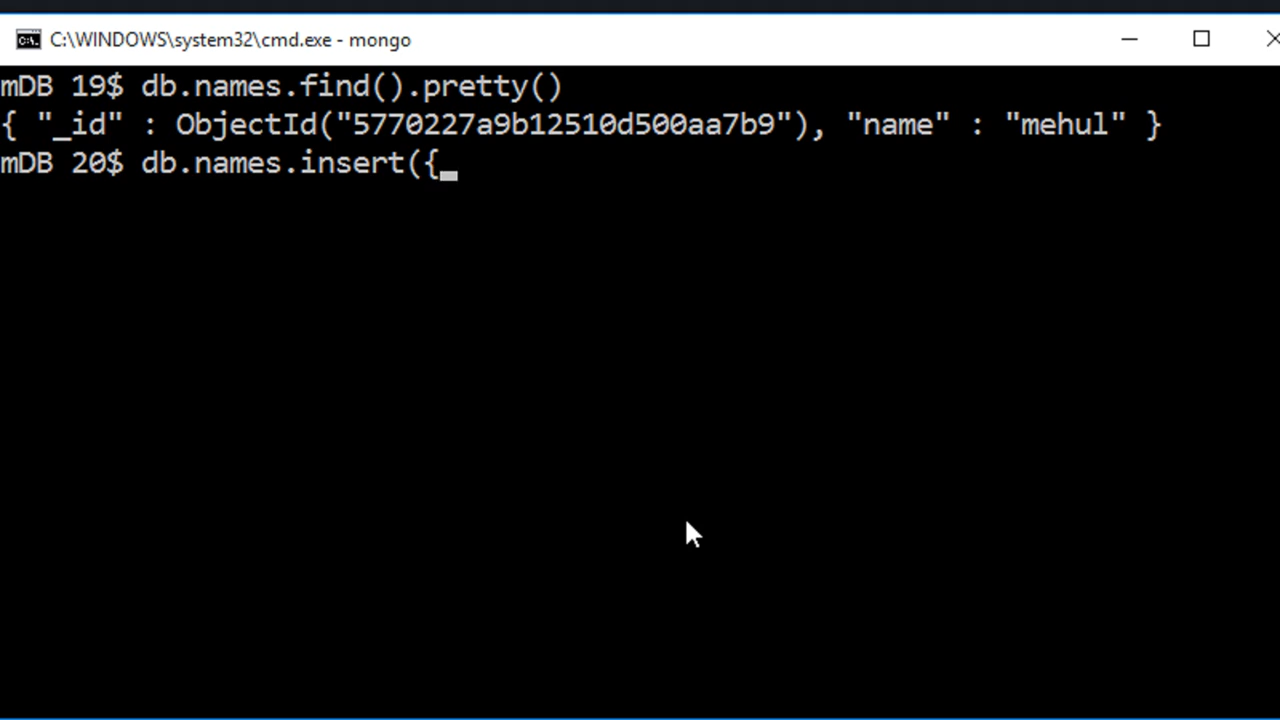 C:\WINDOWS\system32\cmd.exe - mongo
mDB 19$ db.names.find().pretty()
{ "_id" : ObjectId("5770227a9b12510d500aa7b9"), "name" : "mehul" }
mDB 20$ db.names.insert({